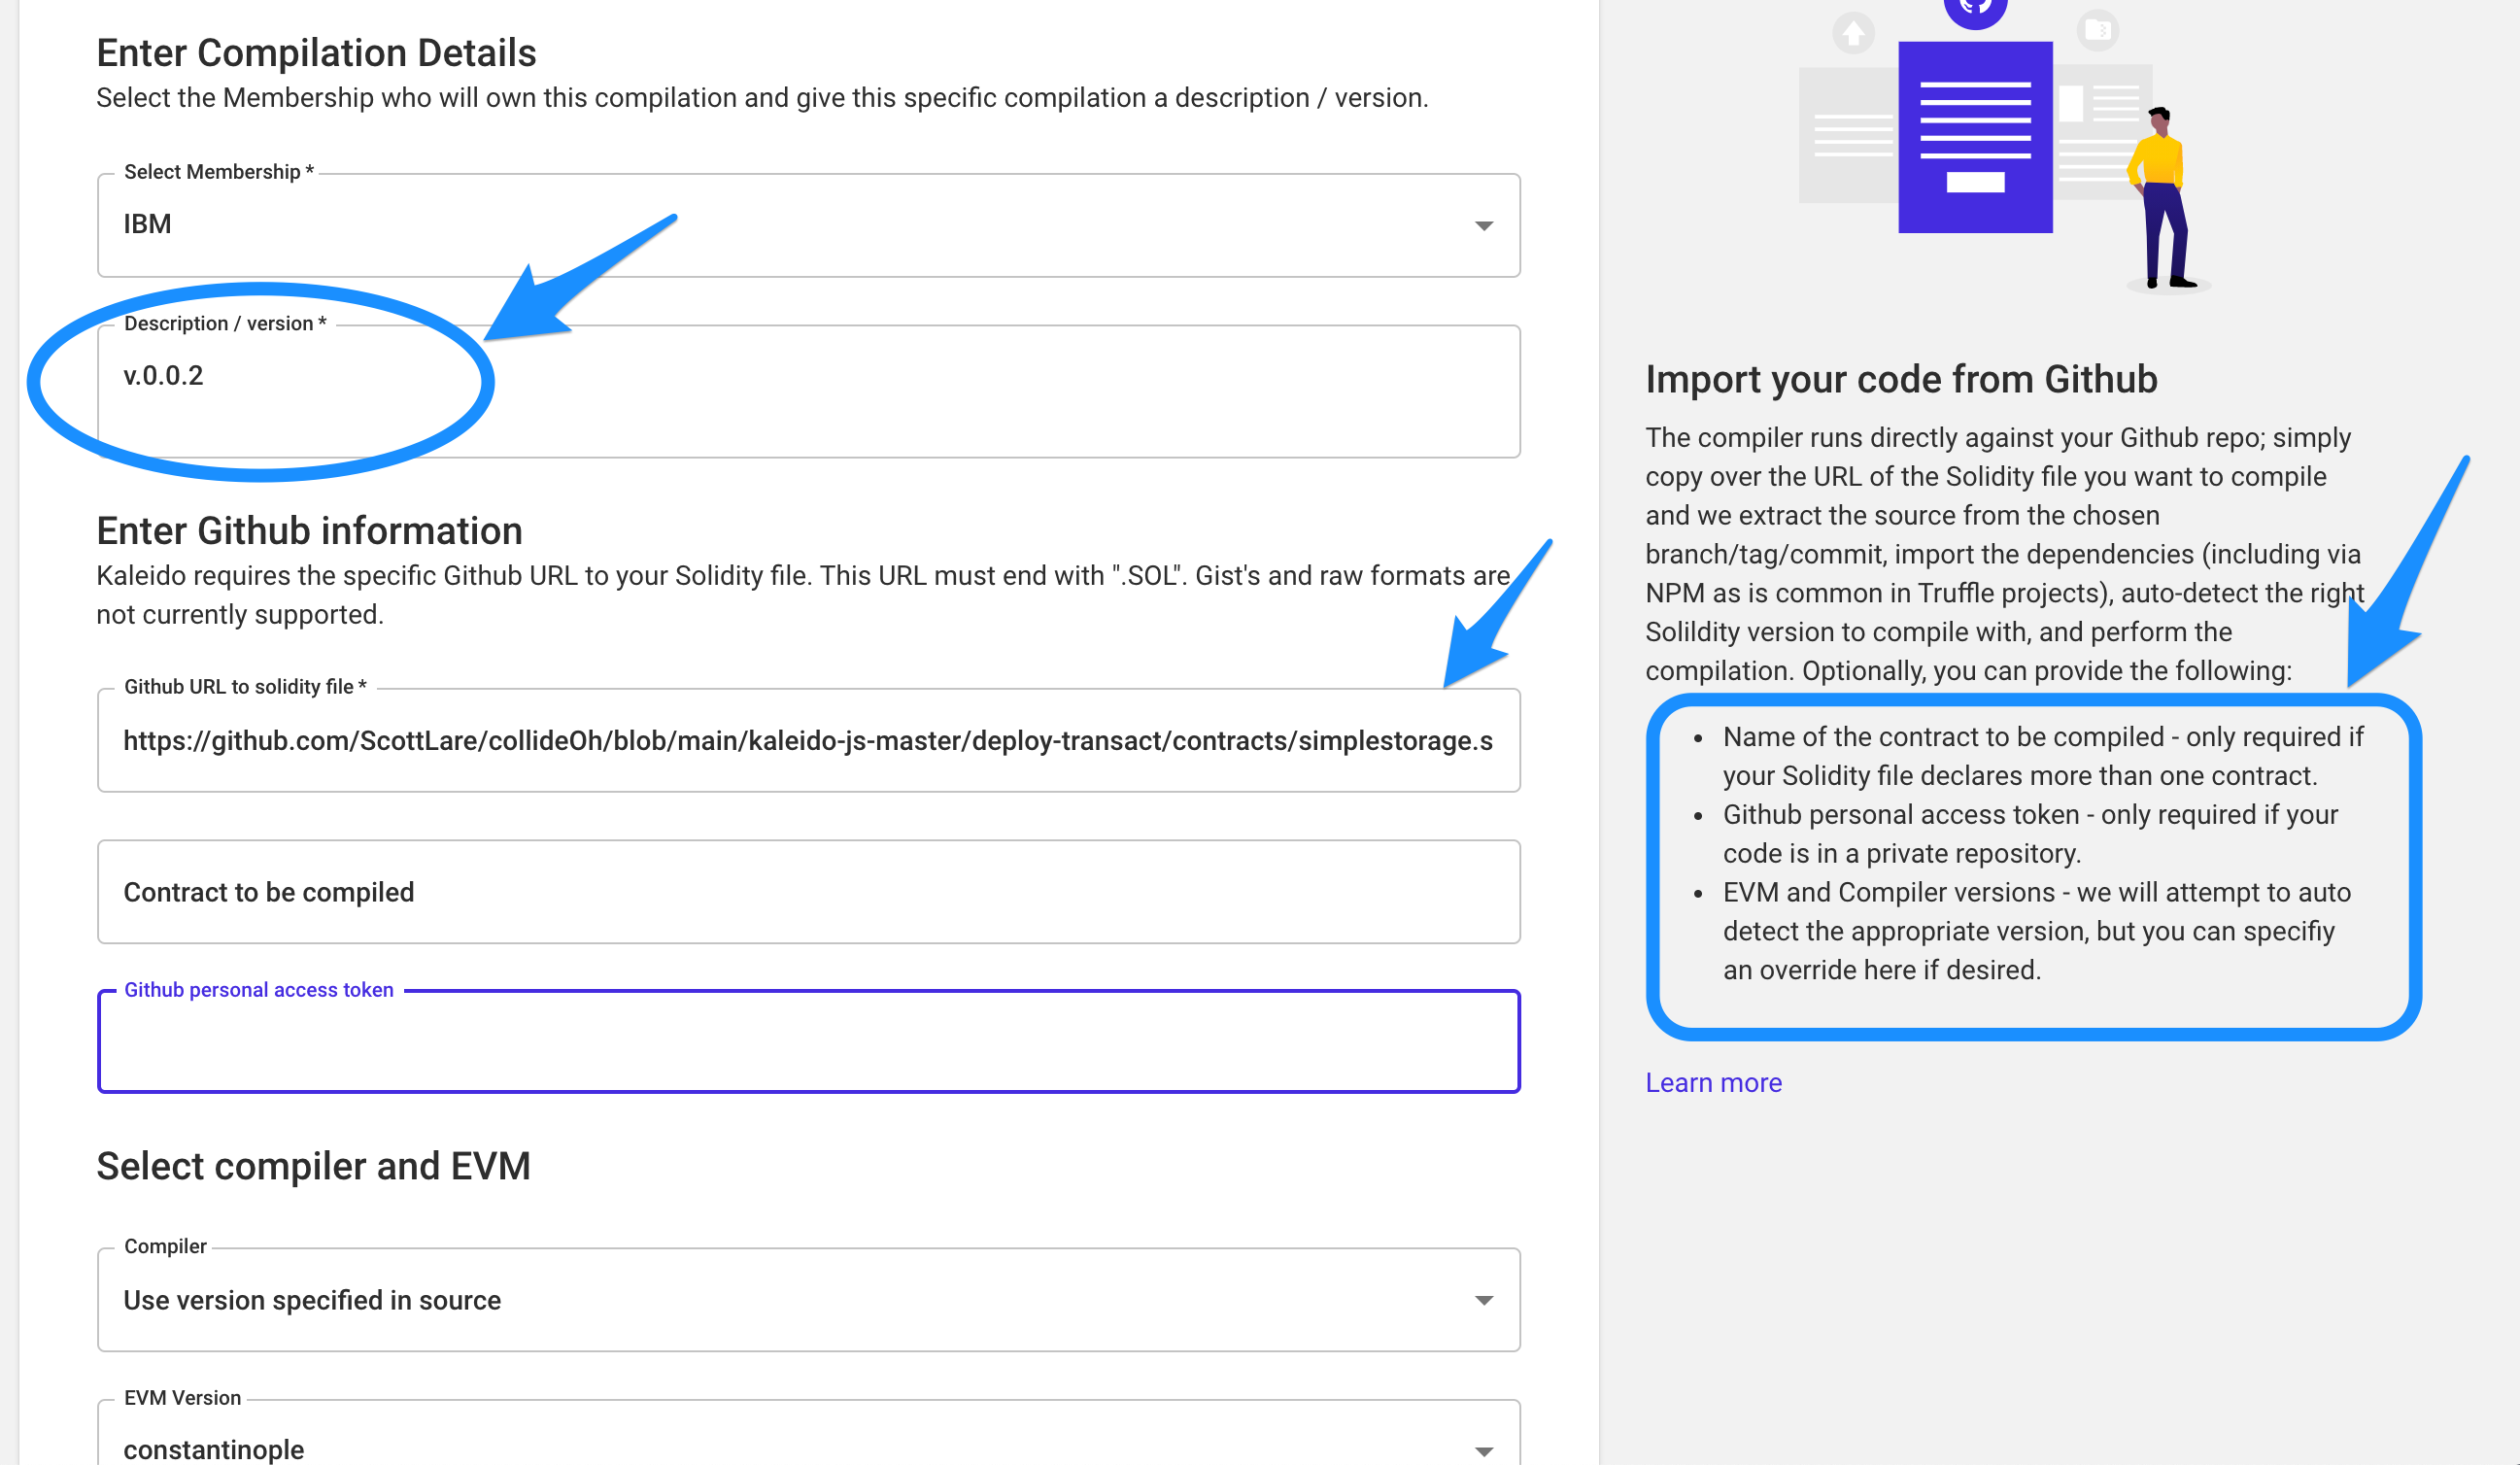 Enter Compilation Details
Select the Membership who will own this compilation and give this specific compilation a description / version.
Select Membership *
IBM
Description / version *
v.0.0.2
Enter Github information
Kaleido requires the specific Github URL to your Solidity file. This URL must end with ".SOL". Gist's and raw formats are
not currently supported.
Github URL to solidity file *
https://github.com/ScottLare/collideOh/blob/main/kaleido-js-master/deploy-transact/contracts/simplestorage.s
Contract to be compiled
Github personal access token
Select compiler and EVM
Compiler
Use version specified in source
EVM Version
constantinople
Import your code from Github
The compiler runs directly against your Github repo; simply
copy over the URL of the Solidity file you want to compile
and we extract the source from the chosen
branch/tag/commit, import the dependencies (including via
NPM as is common in Truffle projects), auto-detect the right
Solildity version to compile with, and perform the
compilation. Optionally, you can provide the following:
• Name of the contract to be compiled - only required if
your Solidity file declares more than one contract.
• Github personal access token - only required if your
code is in a private repository.
• EVM and Compiler versions - we will attempt to auto
detect the appropriate version, but you can specifiy
an override here if desired.
Learn more